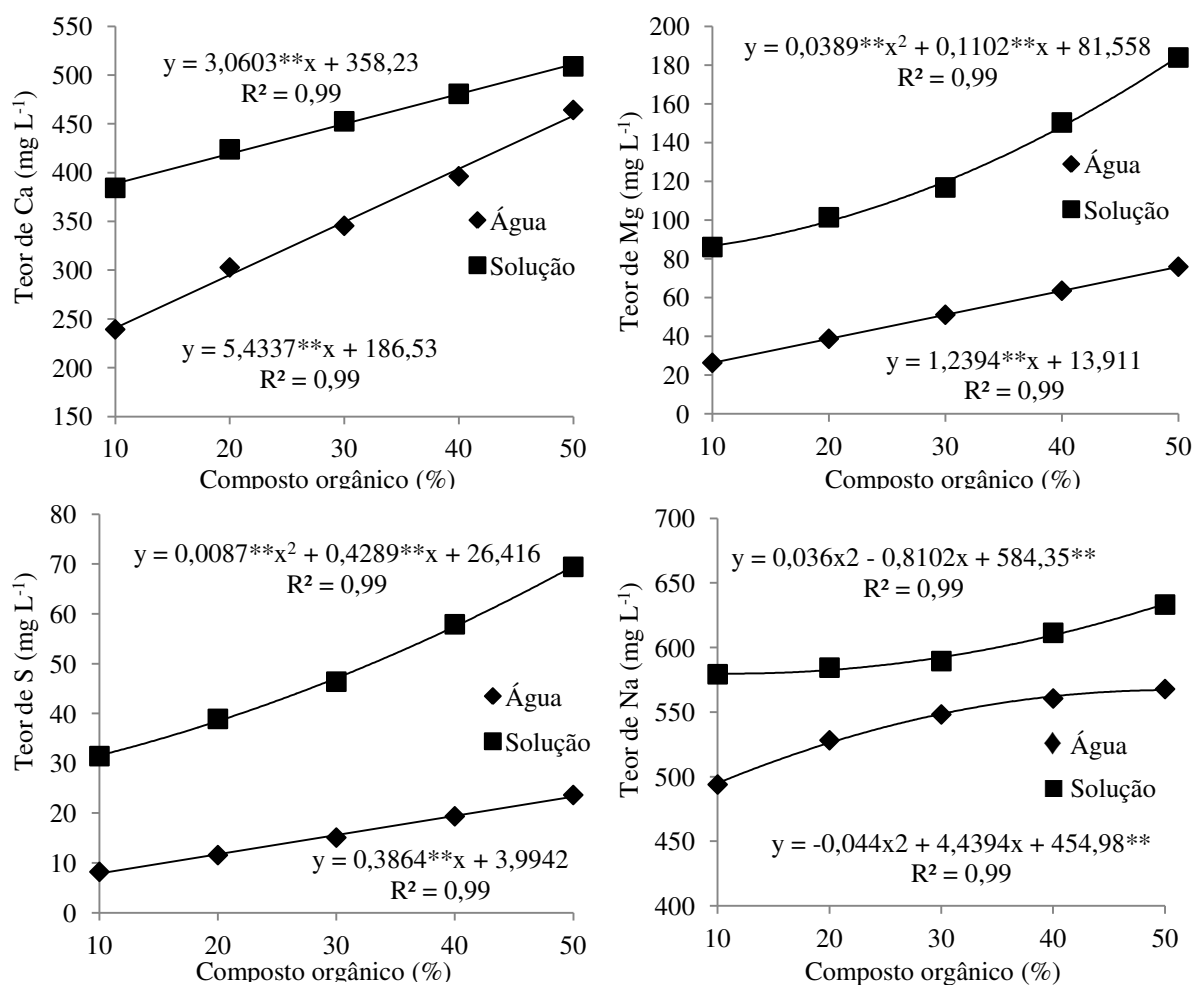 550
500
450
400
350
300
250
200
150
Teor de Ca (mg L⁻¹)
y = 3,0603**x + 358,23
R² = 0,99
Água
Solução
y = 5,4337**x + 186,53
R² = 0,99
10 20 30 40 50
Composto orgânico (%)
200
180
160
140
120
100
80
60
40
20
0
Teor de Mg (mg L⁻¹)
y = 0,0389**x² + 0,1102**x + 81,558
R² = 0,99
Água
Solução
y = 1,2394**x + 13,911
R² = 0,99
10 20 30 40 50
Composto orgânico (%)
80
70
60
50
40
30
20
10
0
Teor de S (mg L⁻¹)
y = 0,0087**x² + 0,4289**x + 26,416
R² = 0,99
Água
Solução
y = 0,3864**x + 3,9942
R² = 0,99
10 20 30 40 50
Composto orgânico (%)
700
650
600
550
500
450
400
Teor de Na (mg L⁻¹)
y = 0,036x2 - 0,8102x + 584,35**
R² = 0,99
Água
Solução
y = -0,044x2 + 4,4394x + 454,98**
R² = 0,99
10 20 30 40 50
Composto orgânico (%)